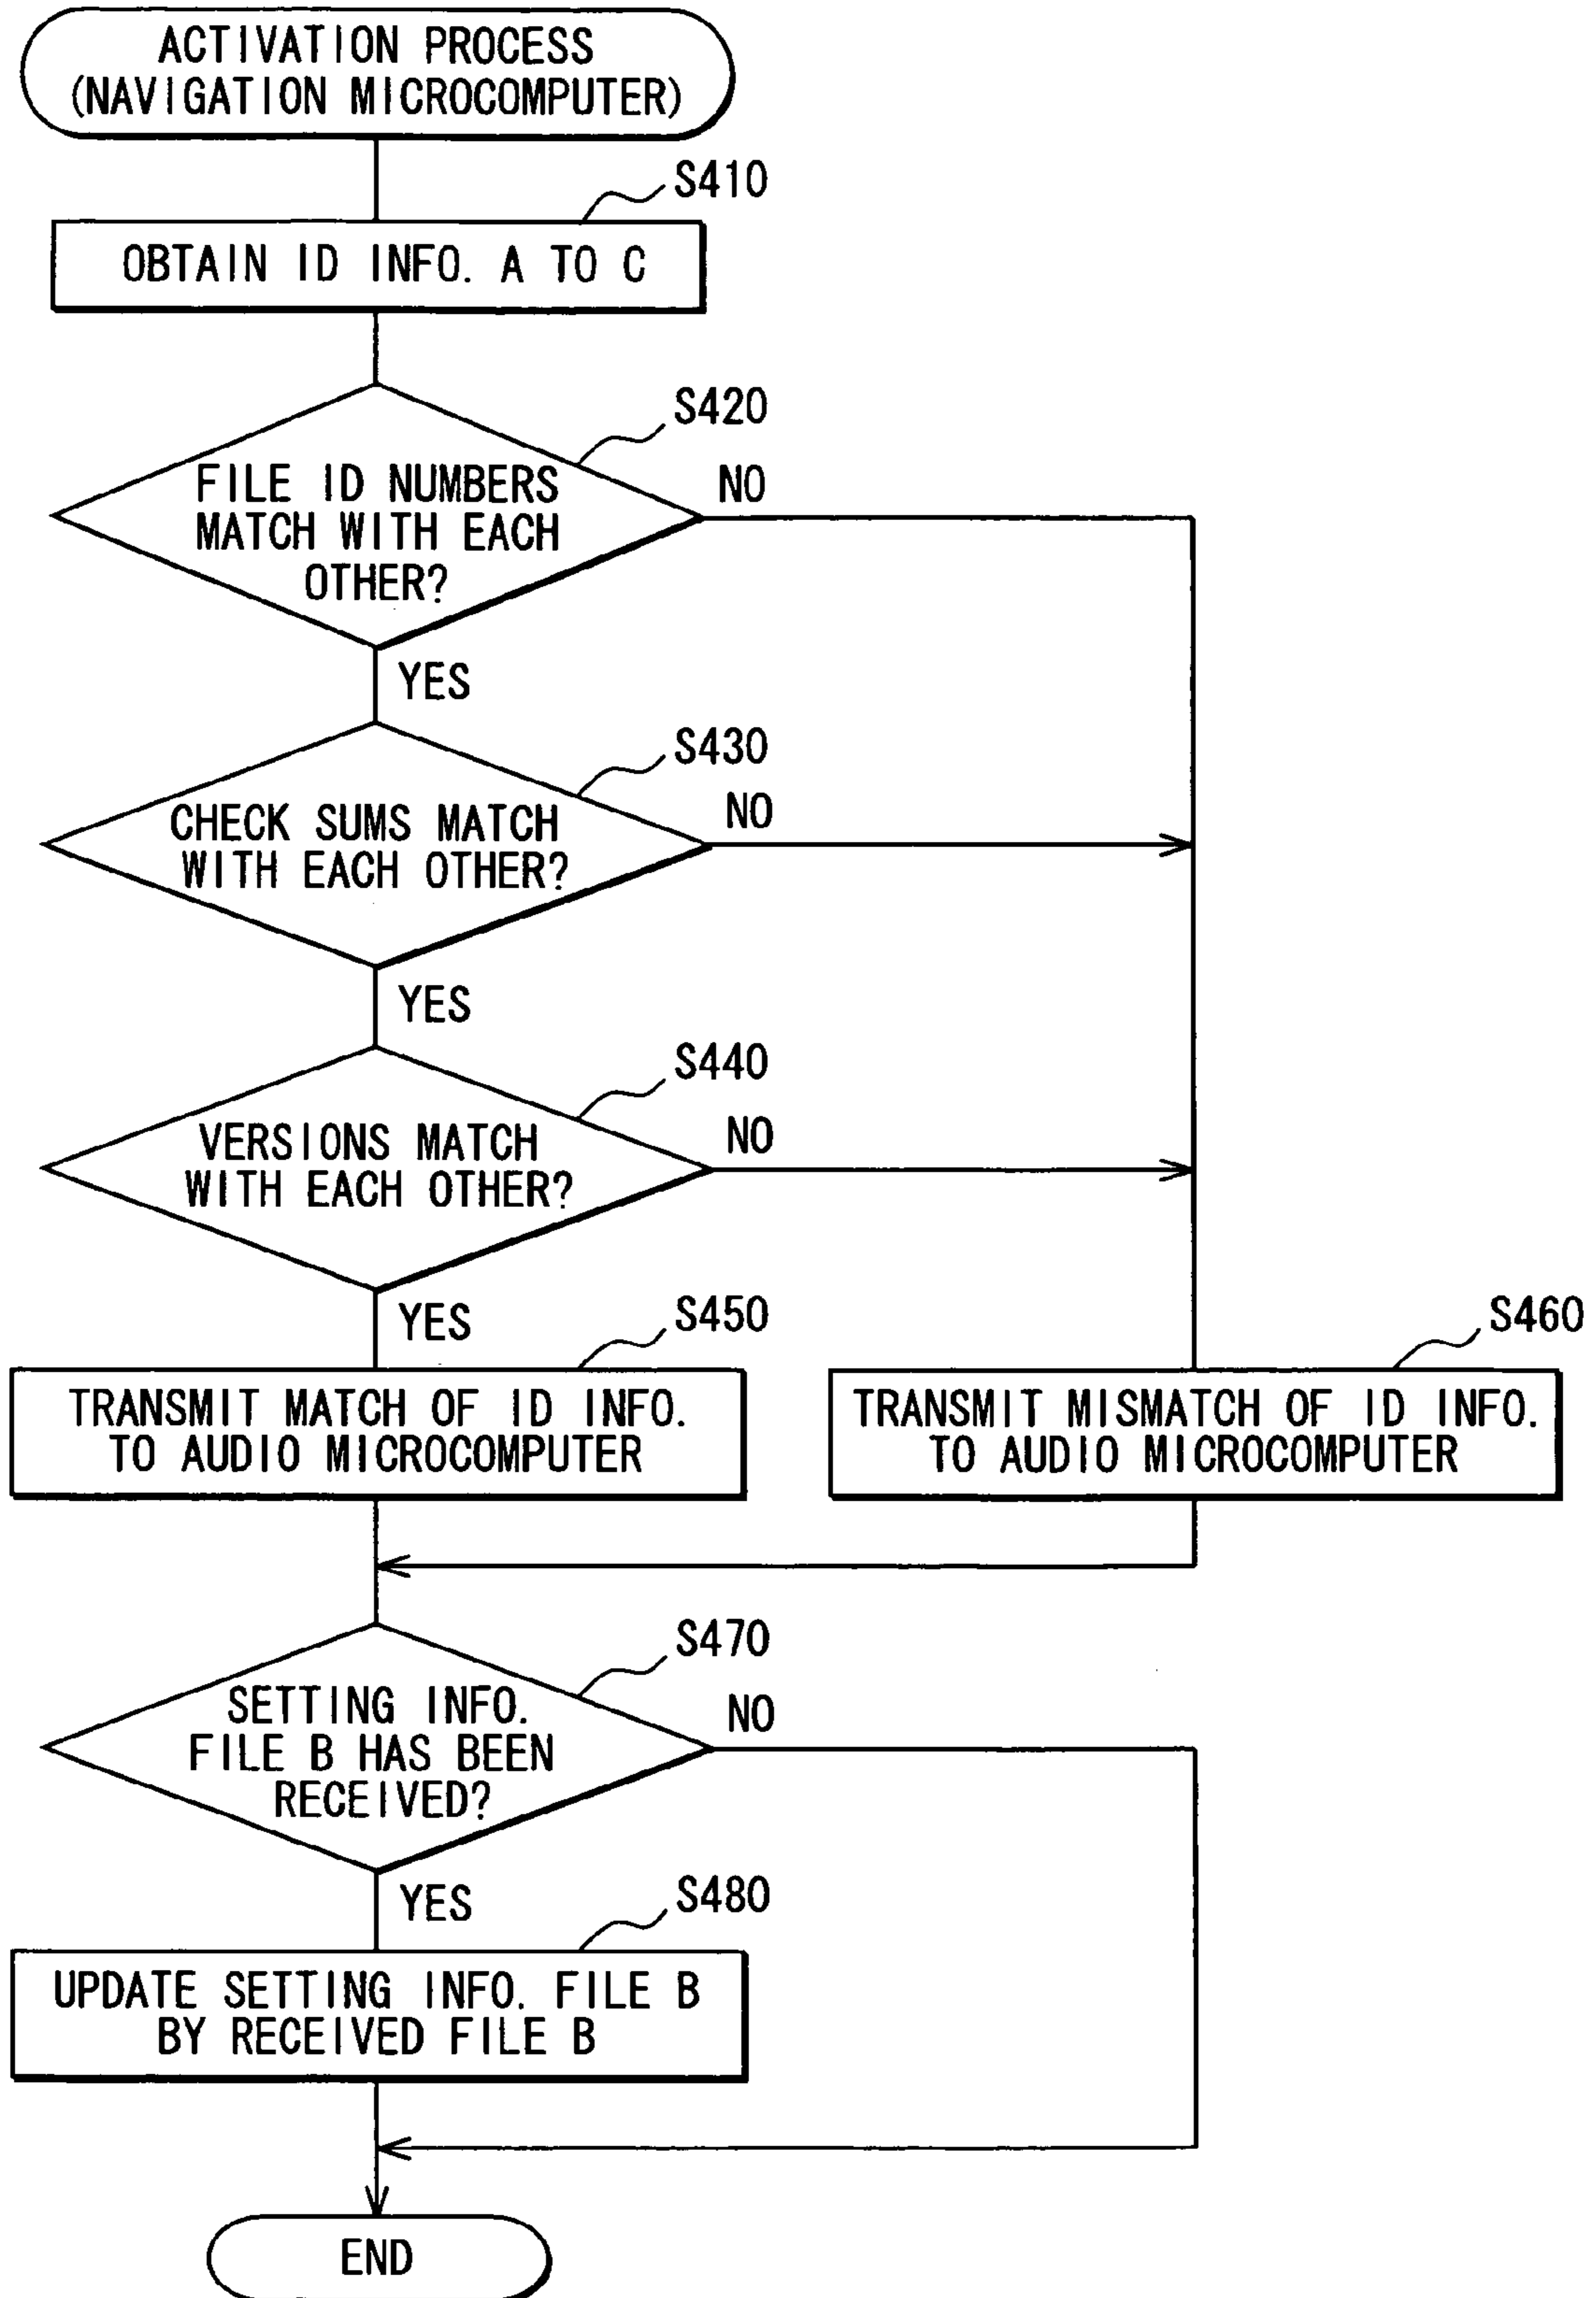 ACTIVATION PROCESS
(NAVIGATION MICROCOMPUTER)
S410
OBTAIN ID INFO. A TO C
S420
FILE ID NUMBERS
MATCH WITH EACH
OTHER?
NO
YES
S430
CHECK SUMS MATCH
WITH EACH OTHER?
NO
YES
S440
VERSIONS MATCH
WITH EACH OTHER?
NO
YES
S450
TRANSMIT MATCH OF ID INFO.
TO AUDIO MICROCOMPUTER
S460
TRANSMIT MISMATCH OF ID INFO.
TO AUDIO MICROCOMPUTER
S470
SETTING INFO.
FILE B HAS BEEN
RECEIVED?
NO
YES
S480
UPDATE SETTING INFO. FILE B
BY RECEIVED FILE B
END